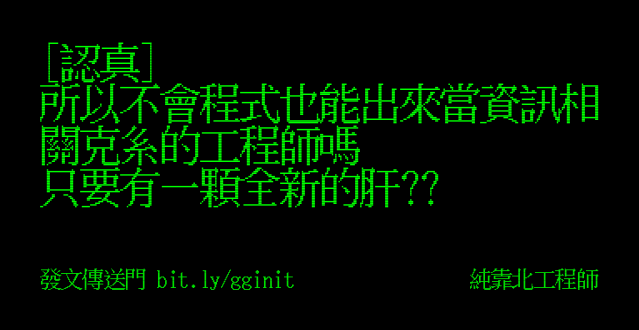 [認真]
所以不會程式也能出來當資訊相
關克系的工程師嗎
只要有一顆全新的肝??
發文傳送門 bit.ly/gginit
純靠北工程師